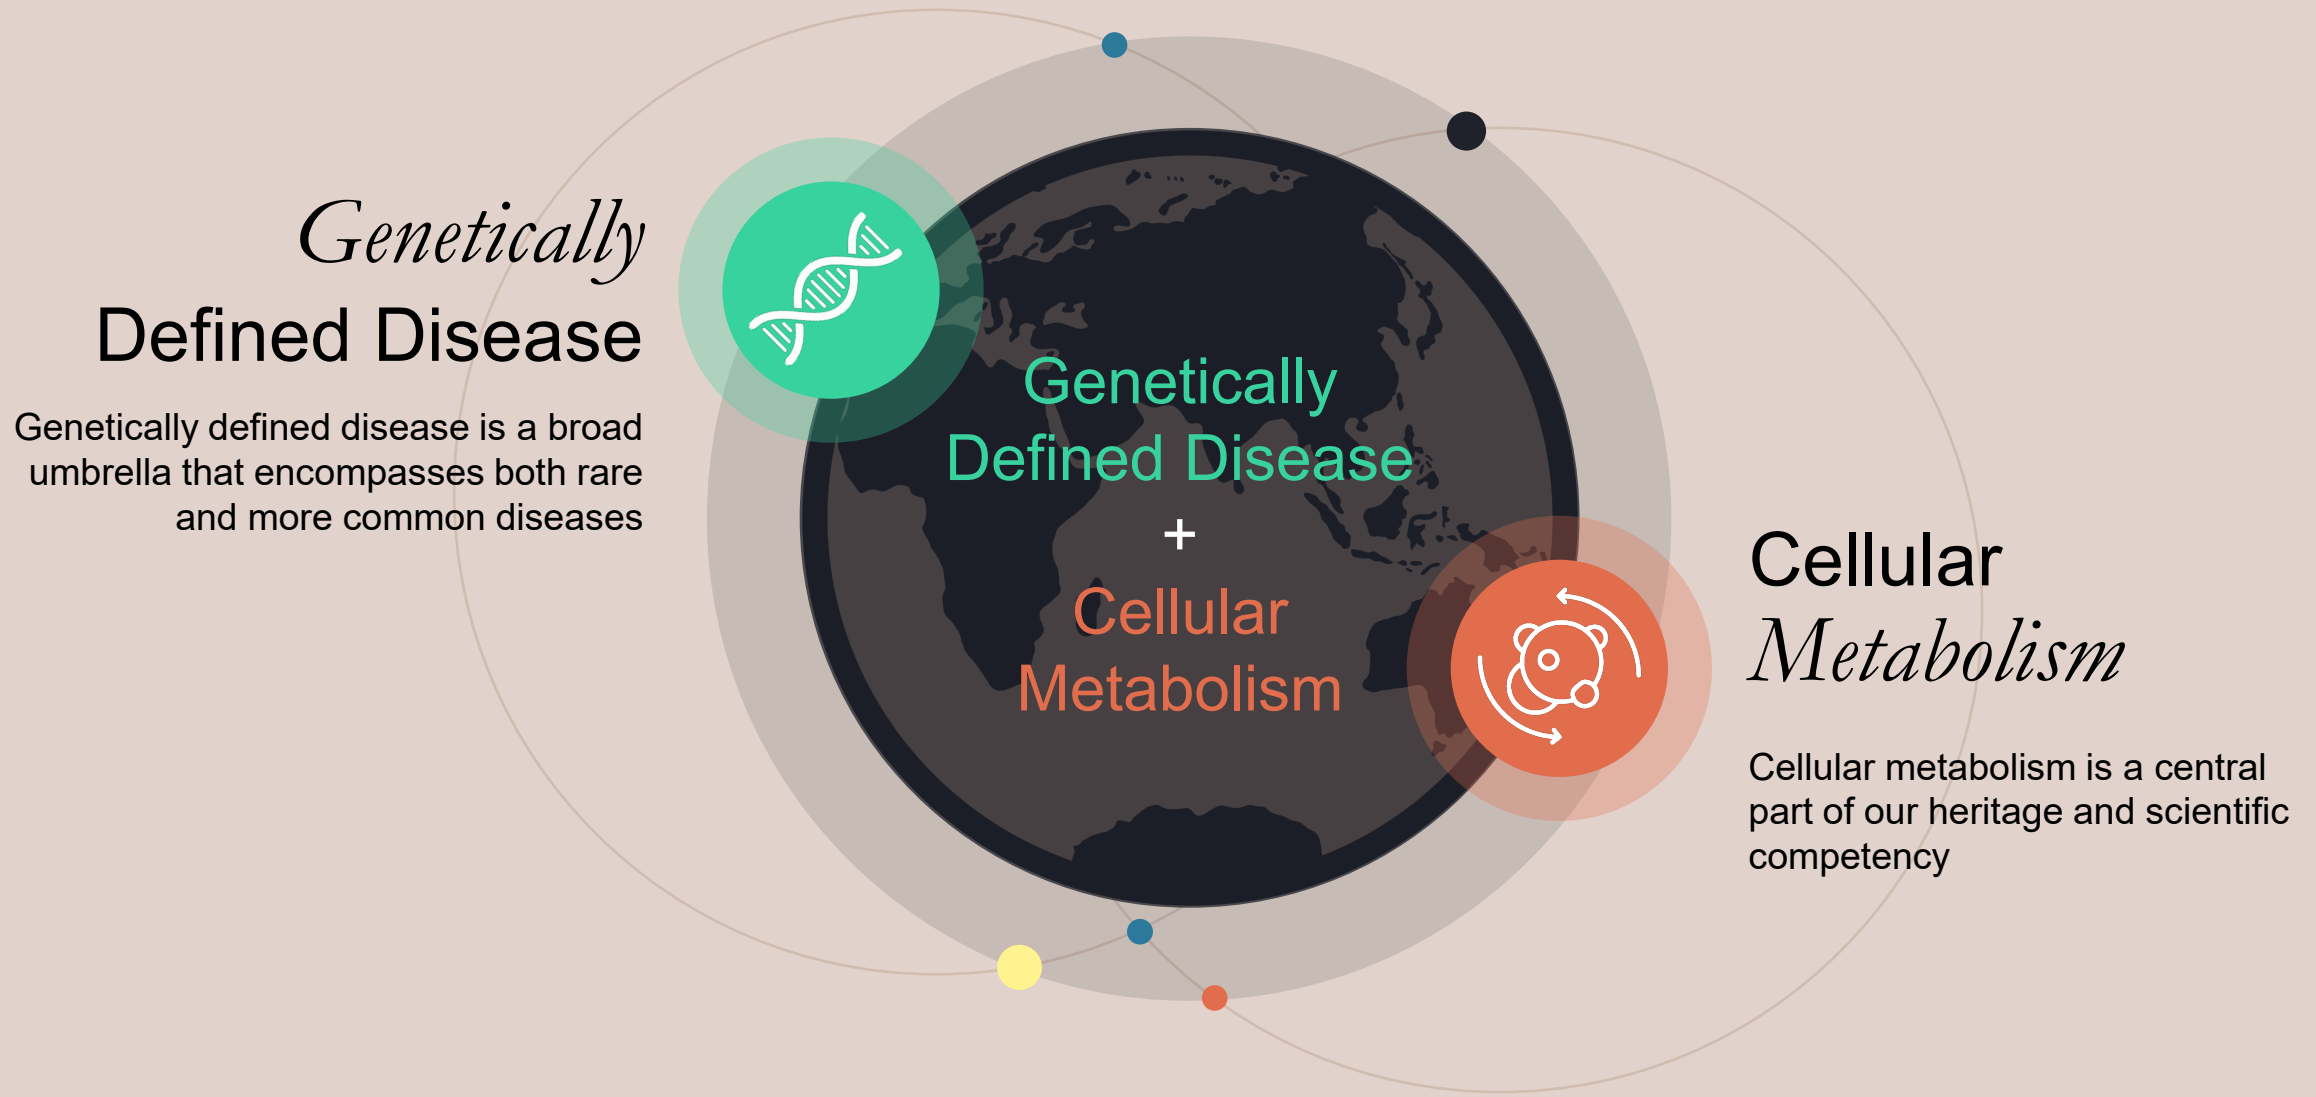 Genetically
Defined Disease
Genetically defined disease is a broad
umbrella that encompasses both rare
and more common diseases
Genetically
Defined Disease
+
Cellular
Metabolism
Cellular
Metabolism
Cellular metabolism is a central
part of our heritage and scientific
competency